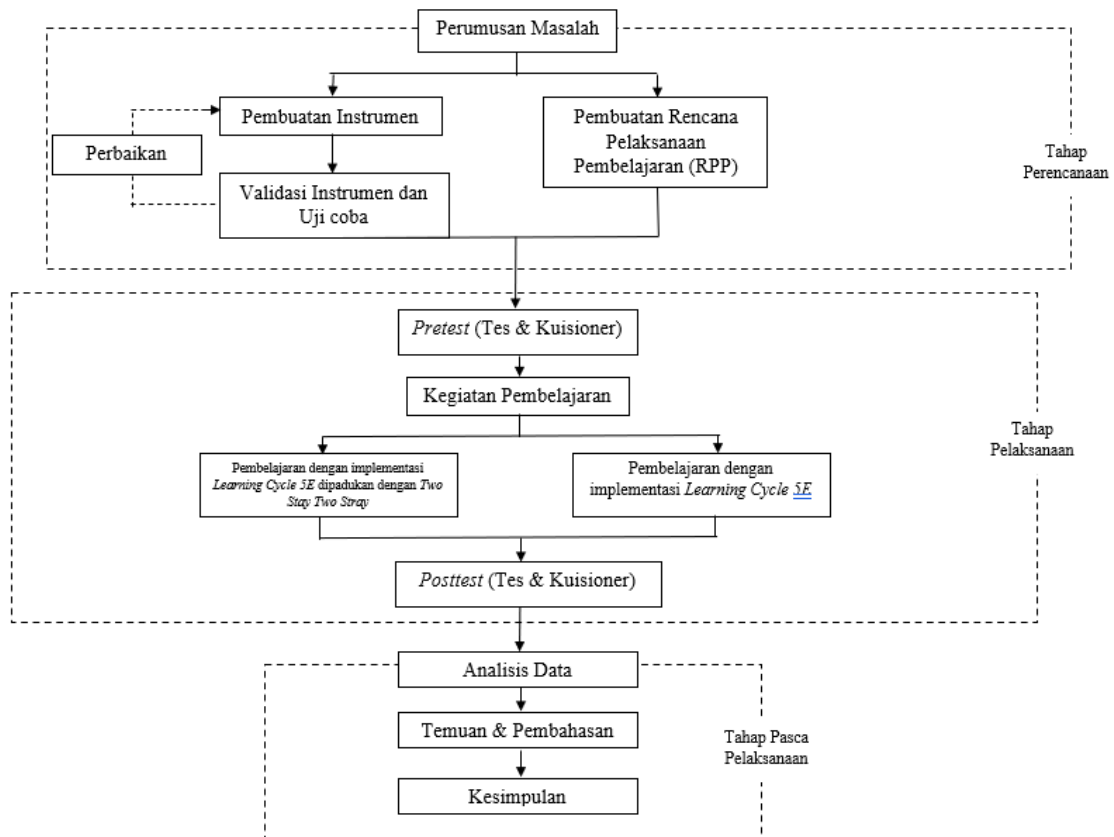 Perumusan Masalah
Pembuatan Instrumen
Pembuatan Rencana
Pelaksanaan
Pembelajaran (RPP)
Perbaikan
Tahap
Perencanaan
Validasi Instrumen dan
Uji coba
Pretest (Tes & Kuisioner)
Kegiatan Pembelajaran
Tahap
Pelaksanaan
Pembelajaran dengan implementasi
Learning Cycle 5E dipadukan dengan Two
Stay Two Stray
Pembelajaran dengan
implementasi Learning Cycle 5E
Posttest (Tes & Kuisioner)
Analisis Data
Temuan & Pembahasan
Tahap Pasca
Pelaksanaan
Kesimpulan